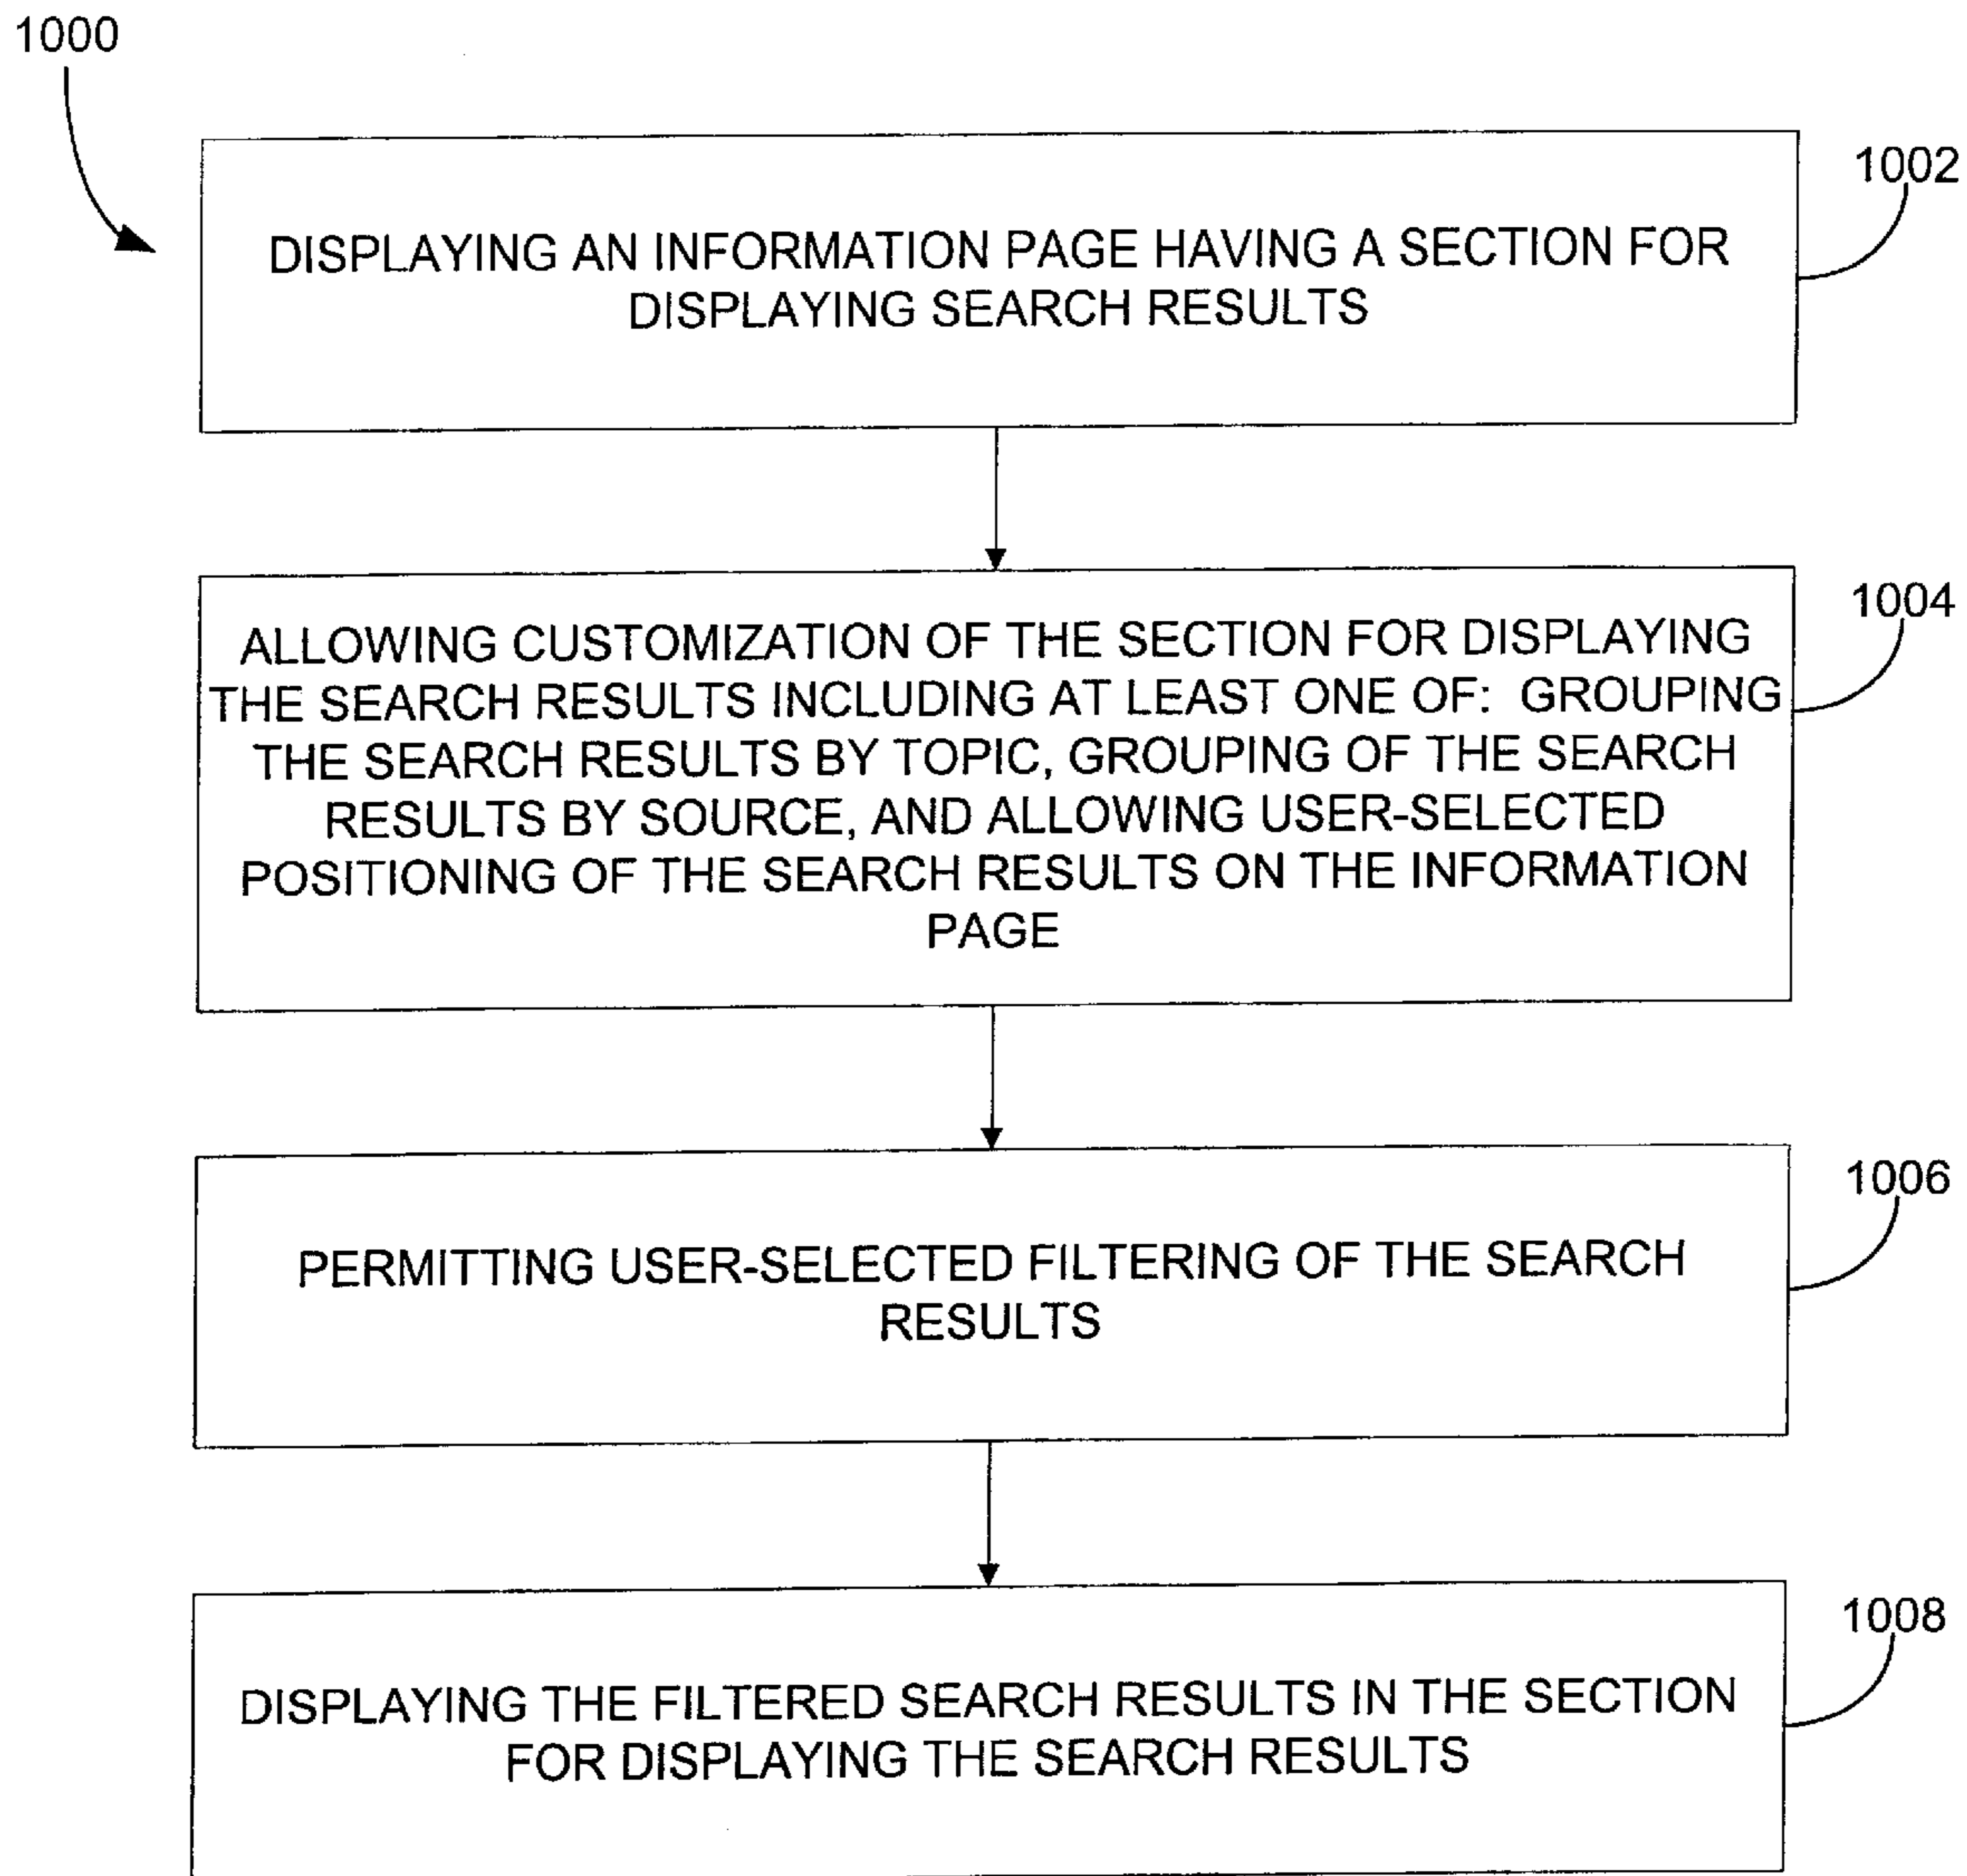 1000
1002
DISPLAYING AN INFORMATION PAGE HAVING A SECTION FOR
DISPLAYING SEARCH RESULTS
1004
ALLOWING CUSTOMIZATION OF THE SECTION FOR DISPLAYING
THE SEARCH RESULTS INCLUDING AT LEAST ONE OF: GROUPING
THE SEARCH RESULTS BY TOPIC, GROUPING OF THE SEARCH
RESULTS BY SOURCE, AND ALLOWING USER-SELECTED
POSITIONING OF THE SEARCH RESULTS ON THE INFORMATION
PAGE
1006
PERMITTING USER-SELECTED FILTERING OF THE SEARCH
RESULTS
1008
DISPLAYING THE FILTERED SEARCH RESULTS IN THE SECTION
FOR DISPLAYING THE SEARCH RESULTS